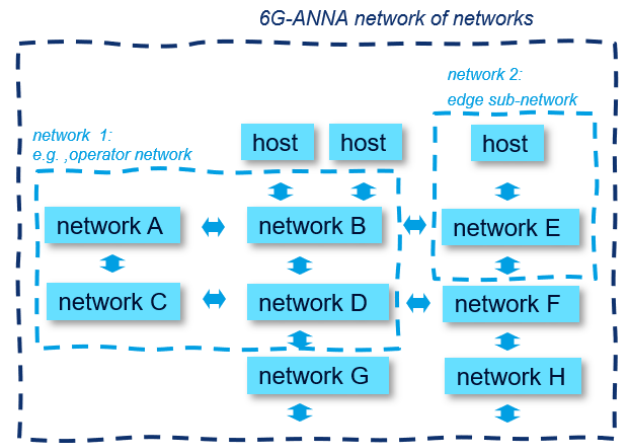 6G-ANNA network of networks
network 2:
edge sub-network
network 1:
e.g. ,operator network
host
host
host
network A
network B
network E
network C
network D
network F
network G
network H